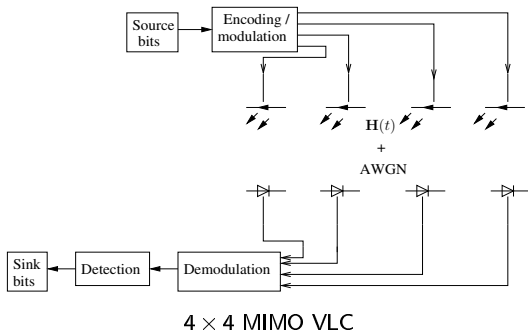 Source
bits
Encoding /
modulation
H(t)
+
AWGN
Sink
bits
Detection
Demodulation
4 × 4 MIMO VLC